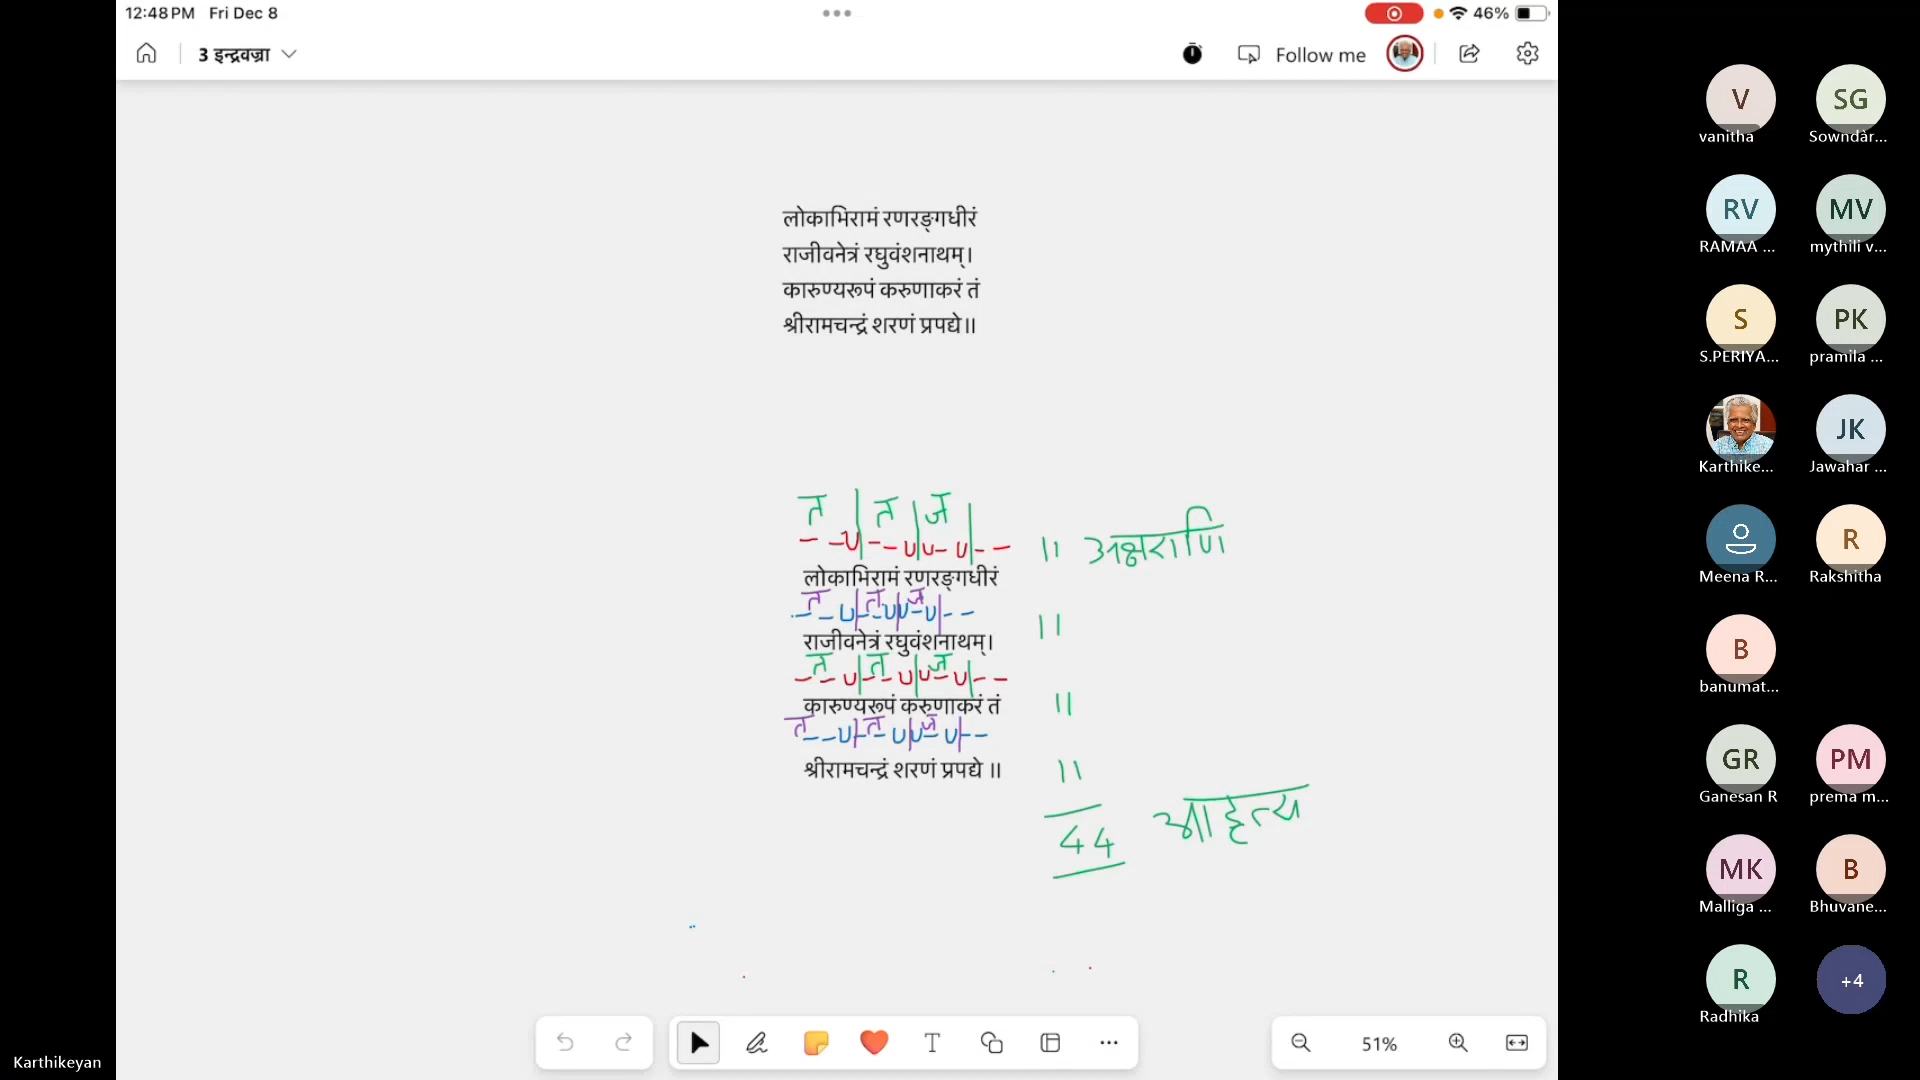 12:48 PM Fri Dec 8
46%
3 इन्द्रवज्रा
Follow me
लोकाभिरामं रणरङ्गधीरं
राजीवनेत्रं रघुवंशनाथम्।
कारुण्यरूपं करुणाकरं तं
श्रीरामचन्द्रं शरणं प्रपद्ये॥
त | त | ज |
– – ∪ – – ∪ ∪ – ∪ – – 11 अक्षराणि
लोकाभिरामं रणरङ्गधीरं
त | त | ज |
– – ∪ – – ∪ ∪ – ∪ – – 11
राजीवनेत्रं रघुवंशनाथम्।
त | त | ज |
– – ∪ – – ∪ ∪ – ∪ – –
कारुण्यरूपं करुणाकरं तं 11
त | त | ज |
– – ∪ – – ∪ ∪ – ∪ – –
श्रीरामचन्द्रं शरणं प्रपद्ये ॥ 11
44 आहत्य
51%
V SG
vanitha Sowndàr...
RV MV
RAMAA ... mythili v...
S PK
S.PERIYA... pramila ...
JK
Karthike... Jawahar ...
R
Meena R... Rakshitha
B
banumat...
GR PM
Ganesan R prema m...
MK B
Malliga ... Bhuvane...
R +4
Radhika
Karthikeyan